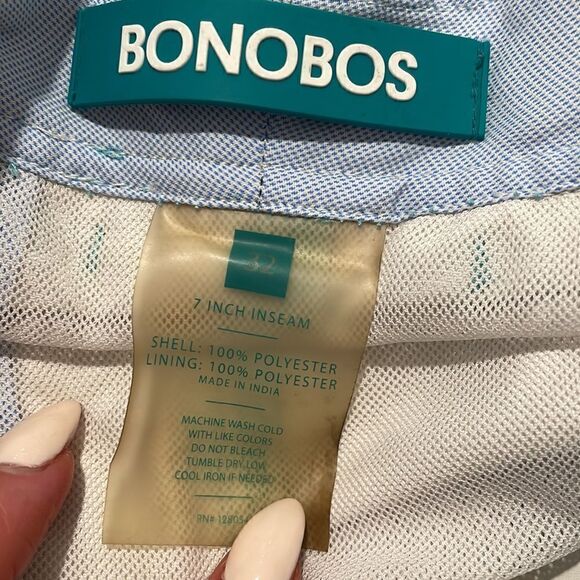 BONOBOS
32
7 INCH INSEAM
SHELL: 100% POLYESTER
LINING: 100% POLYESTER
MADE IN INDIA
MACHINE WASH COLD
WITH LIKE COLORS
DO NOT BLEACH
TUMBLE DRY LOW
COOL IRON IF NEEDED
RN#